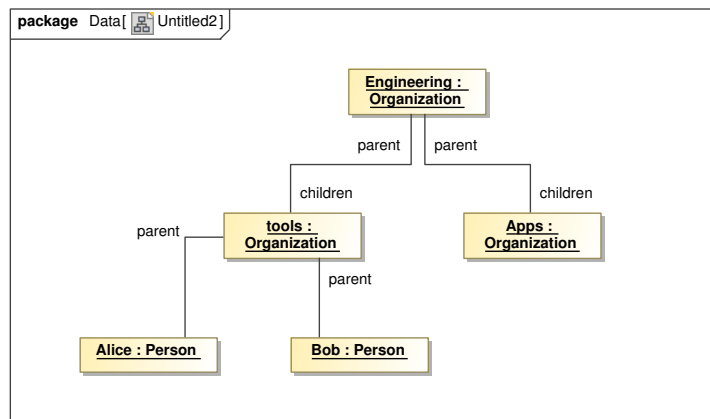 package Data[ Untitled2 ]
Engineering :
Organization
parent parent
children children
tools :
Organization
Apps :
Organization
parent
parent
Alice : Person
Bob : Person